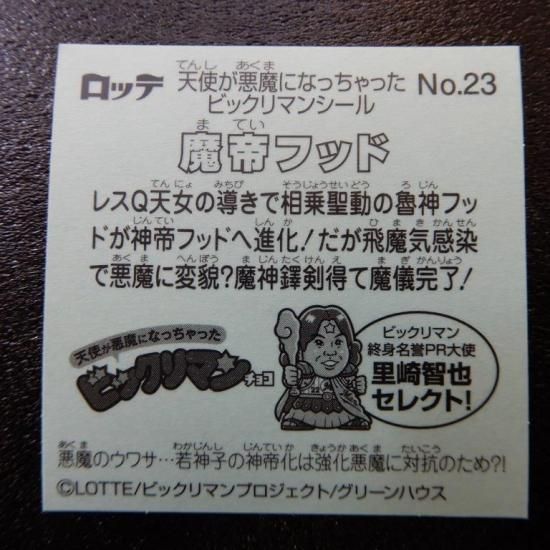 ロッテ 天使が悪魔になっちゃった No.23
ビックリマンシール
魔帝フッド
レスQ天女の導きで相乗聖動の魯神フッ
ドが神帝フッドへ進化!だが飛魔気感染
で悪魔に変貌?魔神鐸剣得て魔儀完了!
天使が悪魔になっちゃった
ビックリマンチョコ
ビックリマン
終身名誉PR大使
里崎智也
セレクト!
悪魔のウワサ…若神子の神帝化は強化悪魔に対抗のため?!
©LOTTE/ビックリマンプロジェクト/グリーンハウス